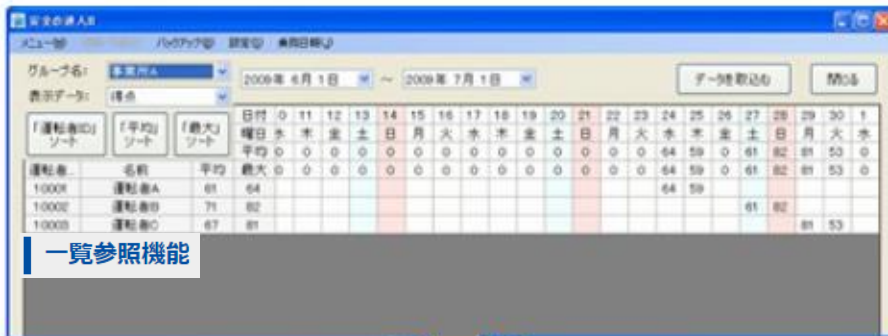 安全の達人II
メニュー(M) バックアップ(B) 設定(S) 乗務日報(J)
グループ名: 事業所A 2009年 6月 1日 ～ 2009年 7月 1日 データを取込む 閉じる
表示データ: 得点
「運転者ID」ソート 「平均」ソート 「最大」ソート
日付 0 11 12 13 14 15 16 17 18 19 20 21 22 23 24 25 26 27 28 29 30 1
曜日 水 木 金 土 日 月 火 水 木 金 土 日 月 火 水 木 金 土 日 月 火 水
平均 0 0 0 0 0 0 0 0 0 0 0 0 0 0 64 59 0 61 82 81 53 0
運転者... 名前 平均 最大 0 0 0 0 0 0 0 0 0 0 0 0 0 0 64 59 0 61 82 81 53 0
10001 運転者A 61 64 64 59
10002 運転者B 71 82 61 82
10003 運転者C 67 81 81 53
一覧参照機能